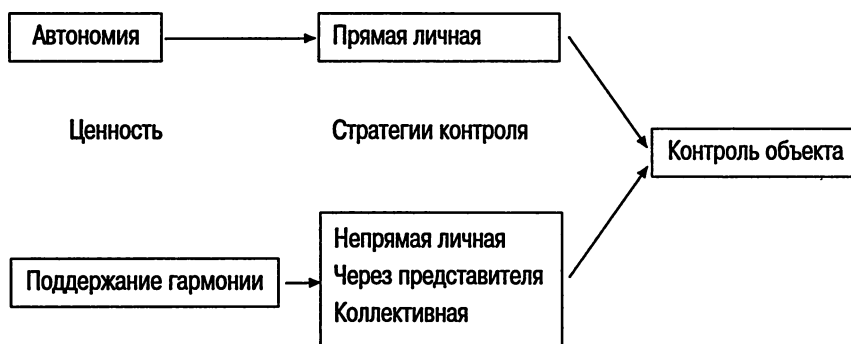 Автономия
Прямая личная
Ценность
Стратегии контроля
Контроль объекта
Поддержание гармонии
Непрямая личная
Через представителя
Коллективная